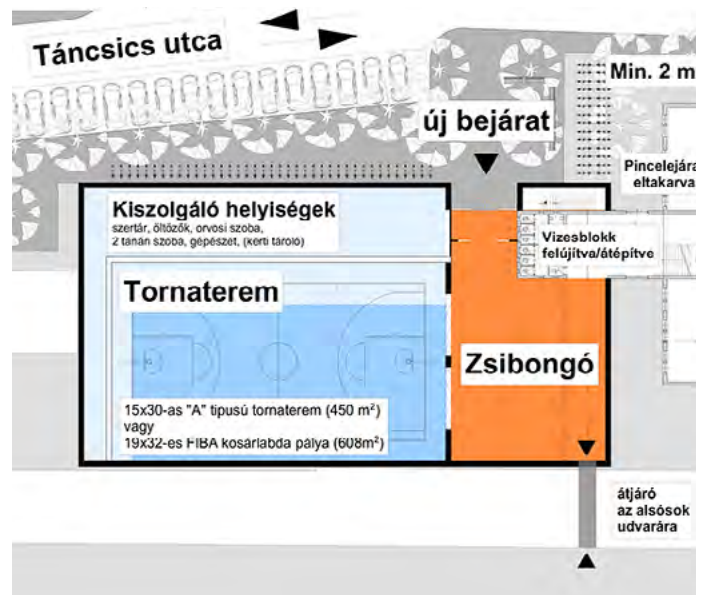 Táncsics utca
Min. 2 m
új bejárat
Pincelejára
eltakarva
Kiszolgáló helyiségek
szertár, öltözők, orvosi szoba,
2 tanári szoba, gépészet, (kerti tároló)
Vizesblokk
felújítva/átépítve
Tornaterem
Zsibongó
15x30-as "A" tipusú tornaterem (450 m²)
vagy
19x32-es FIBA kosárlabda pálya (608m²)
átjáró
az alsósok
udvarára